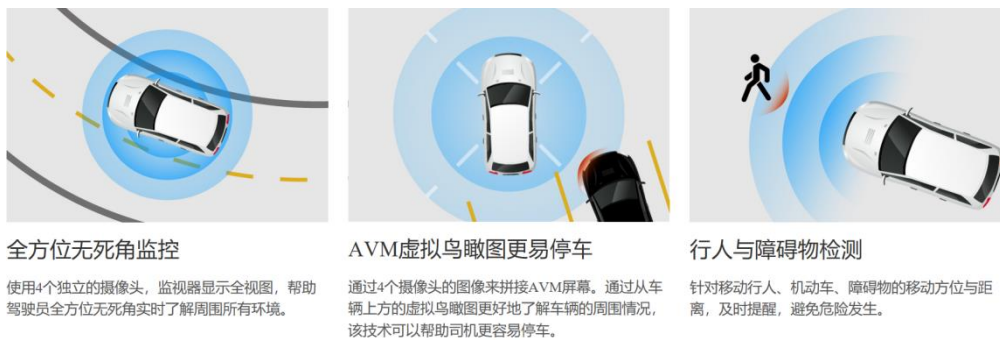 全方位无死角监控
使用4个独立的摄像头，监视器显示全视图，帮助
驾驶员全方位无死角实时了解周围所有环境。
AVM虚拟鸟瞰图更易停车
通过4个摄像头的图像来拼接AVM屏幕。通过从车
辆上方的虚拟鸟瞰图更好地了解车辆的周围情况，
该技术可以帮助司机更容易停车。
行人与障碍物检测
针对移动行人、机动车、障碍物的移动方位与距
离，及时提醒，避免危险发生。